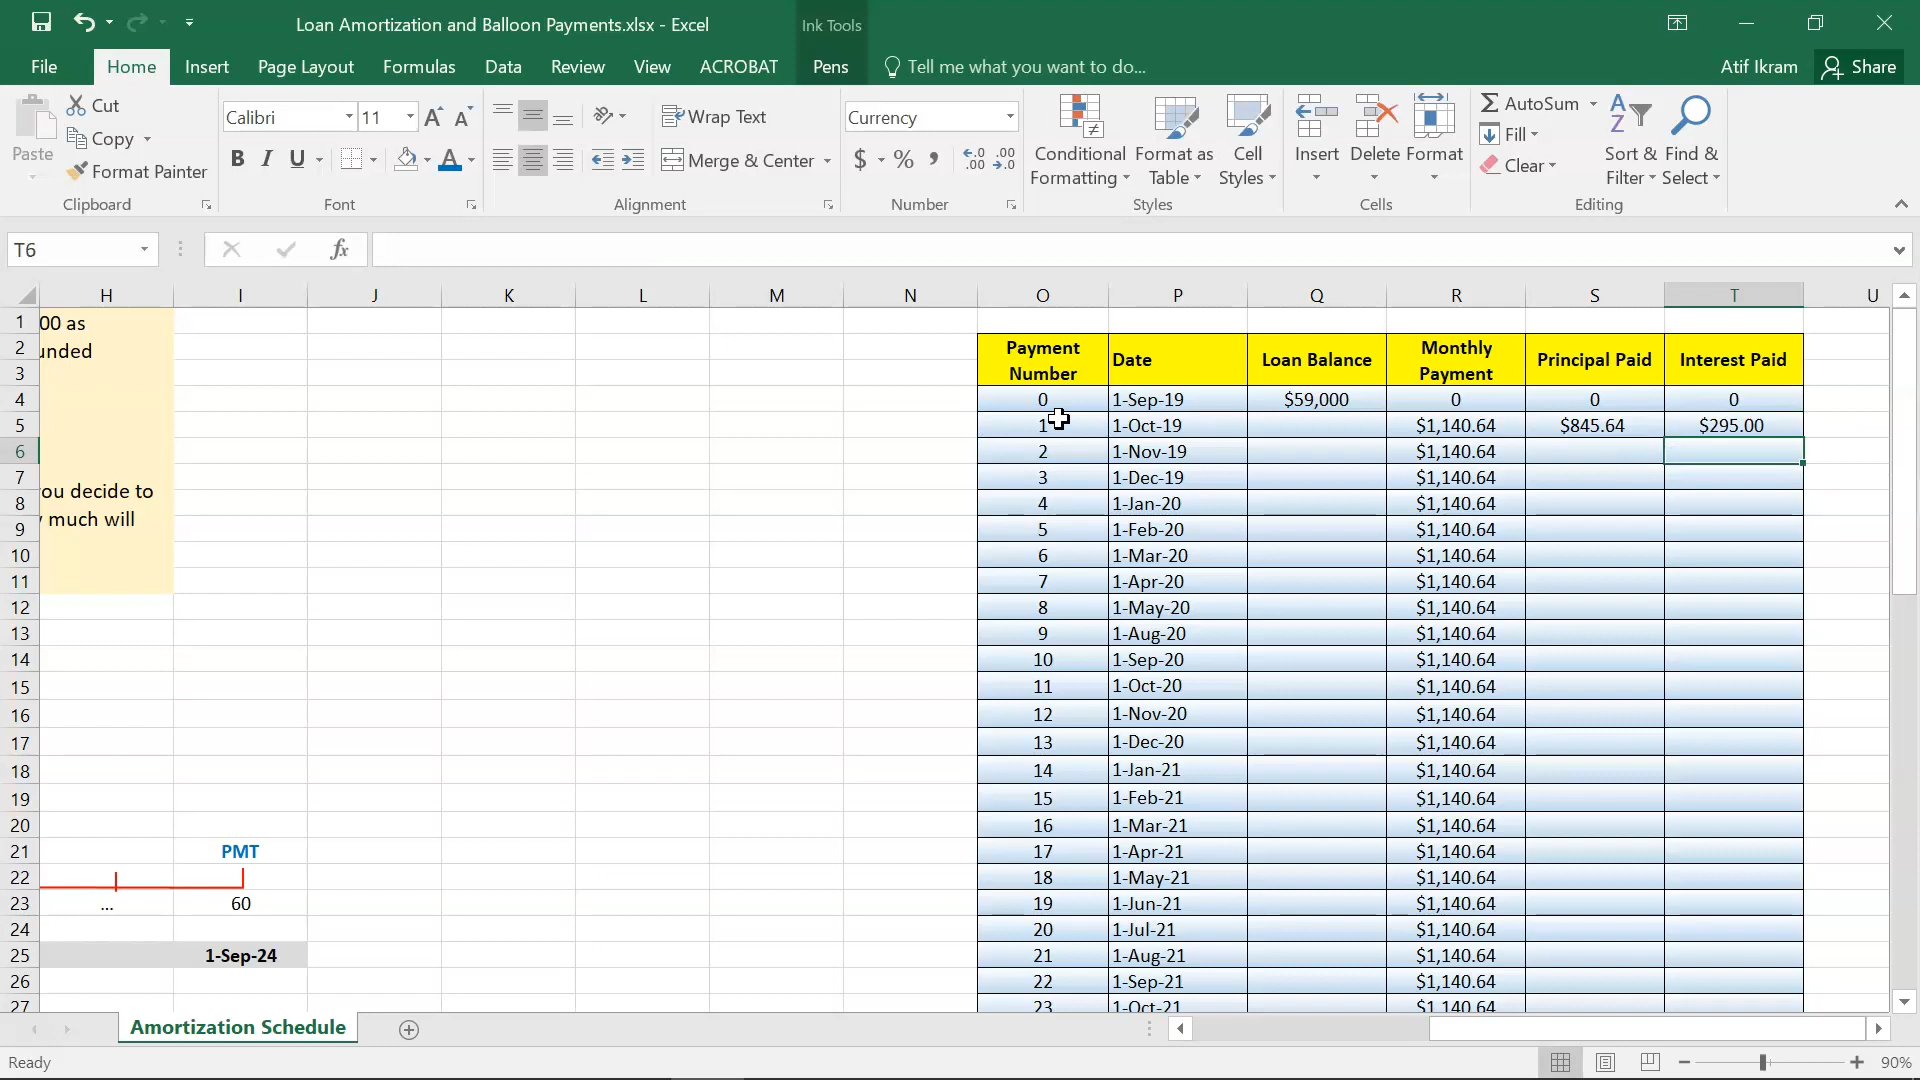 Loan Amortization and Balloon Payments.xlsx - Excel
Ink Tools
File
Home
Insert
Page Layout
Formulas
Data
Review
View
ACROBAT
Pens
Tell me what you want to do...
Atif Ikram
Share
Paste
Cut
Copy
Format Painter
Clipboard
Calibri
11
A
A
B
I
U
A
Font
Wrap Text
Merge & Center
Alignment
Currency
$
%
,
←.0 .00
.00 →.0
Number
Conditional Formatting
Format as Table
Cell Styles
Styles
Insert
Delete
Format
Cells
AutoSum
Fill
Clear
Sort & Filter
Find & Select
Editing
T6
fx
H I J K L M N O P Q R S T U
1 00 as
2 unded
Payment Number
Date
Loan Balance
Monthly Payment
Principal Paid
Interest Paid
3
4 0 1-Sep-19 $59,000 0 0 0
5 1 1-Oct-19 $1,140.64 $845.64 $295.00
6 2 1-Nov-19 $1,140.64
7 ou decide to 3 1-Dec-19 $1,140.64
8 much will 4 1-Jan-20 $1,140.64
9 5 1-Feb-20 $1,140.64
10 6 1-Mar-20 $1,140.64
11 7 1-Apr-20 $1,140.64
12 8 1-May-20 $1,140.64
13 9 1-Aug-20 $1,140.64
14 10 1-Sep-20 $1,140.64
15 11 1-Oct-20 $1,140.64
16 12 1-Nov-20 $1,140.64
17 13 1-Dec-20 $1,140.64
18 14 1-Jan-21 $1,140.64
19 15 1-Feb-21 $1,140.64
20 16 1-Mar-21 $1,140.64
21 PMT 17 1-Apr-21 $1,140.64
22 18 1-May-21 $1,140.64
23 ... 60 19 1-Jun-21 $1,140.64
24 20 1-Jul-21 $1,140.64
25 1-Sep-24 21 1-Aug-21 $1,140.64
26 22 1-Sep-21 $1,140.64
27 23 1-Oct-21 $1,140.64
Amortization Schedule
Ready
90%